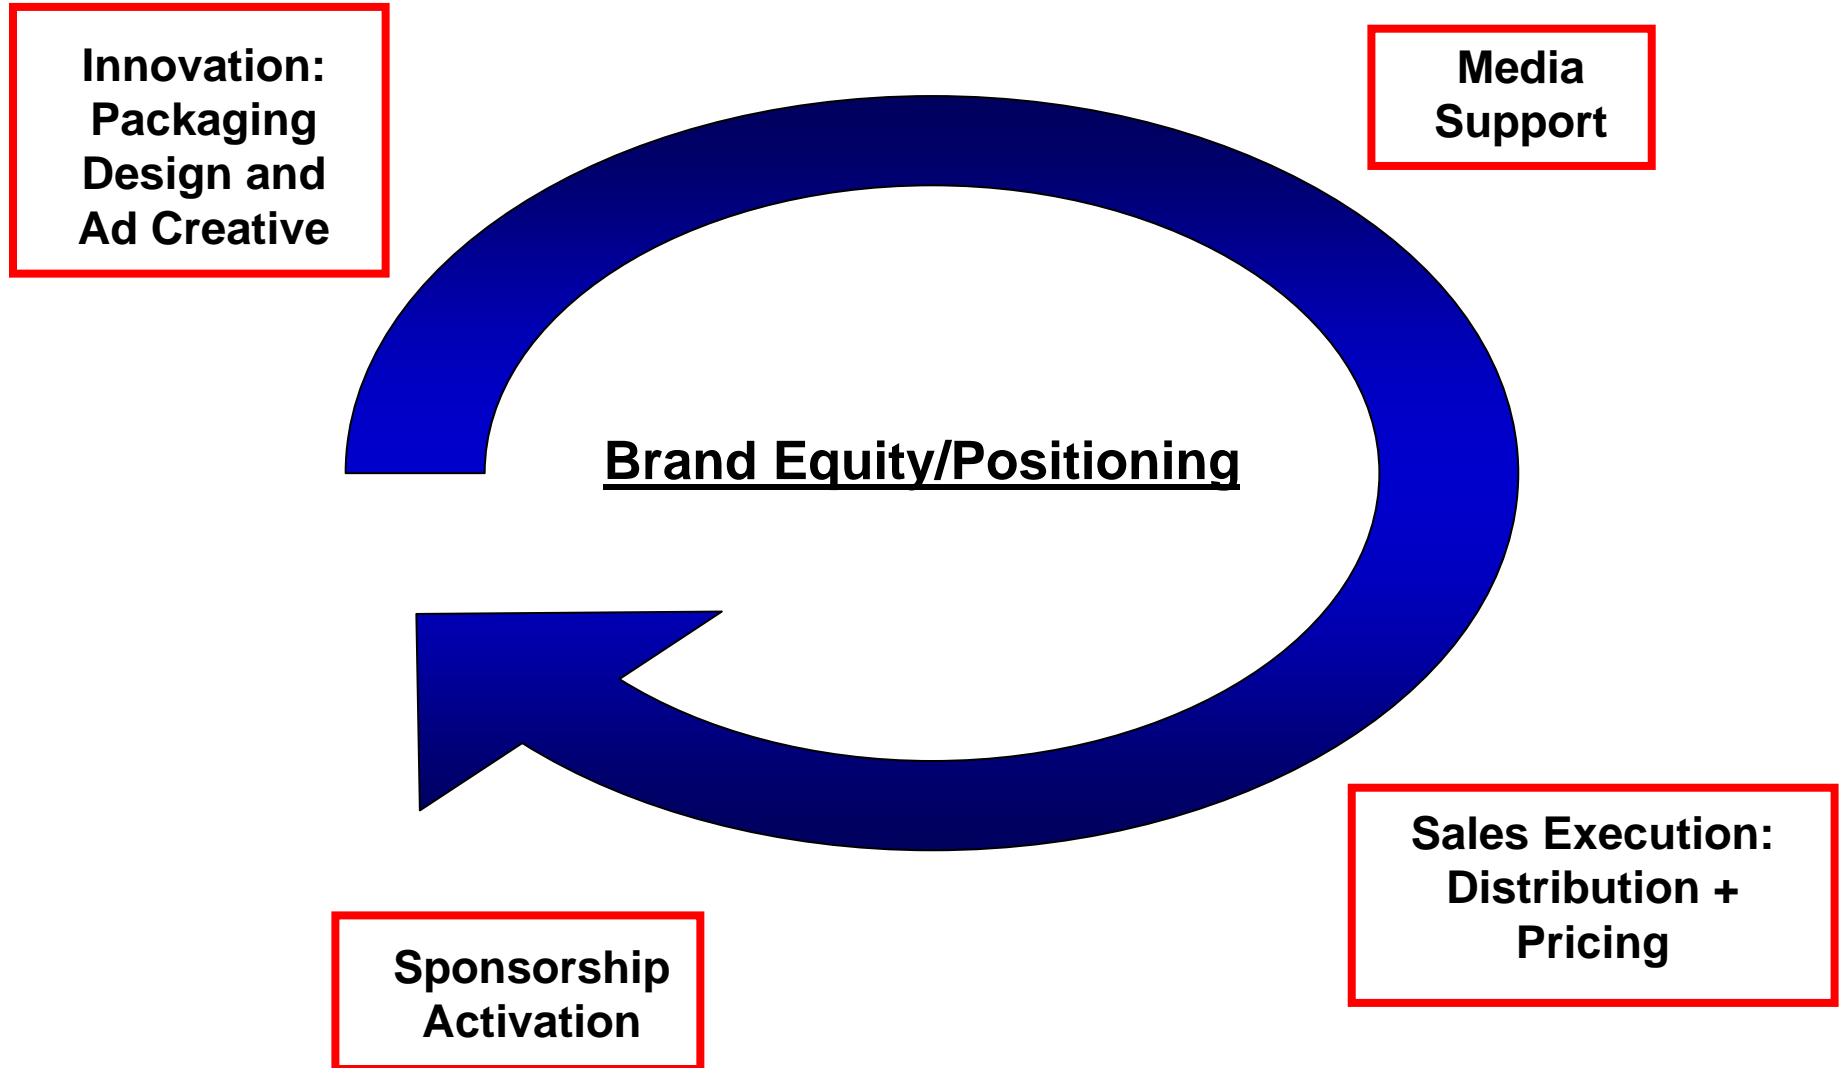 Innovation:
Packaging
Design and
Ad Creative
Media
Support
Brand Equity/Positioning
Sales Execution:
Distribution +
Pricing
Sponsorship
Activation